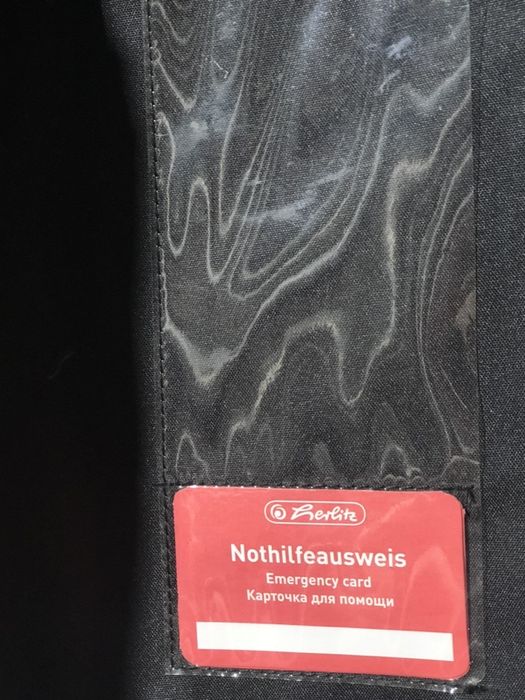 herlitz
Nothilfeausweis
Emergency card
Карточка для помощи